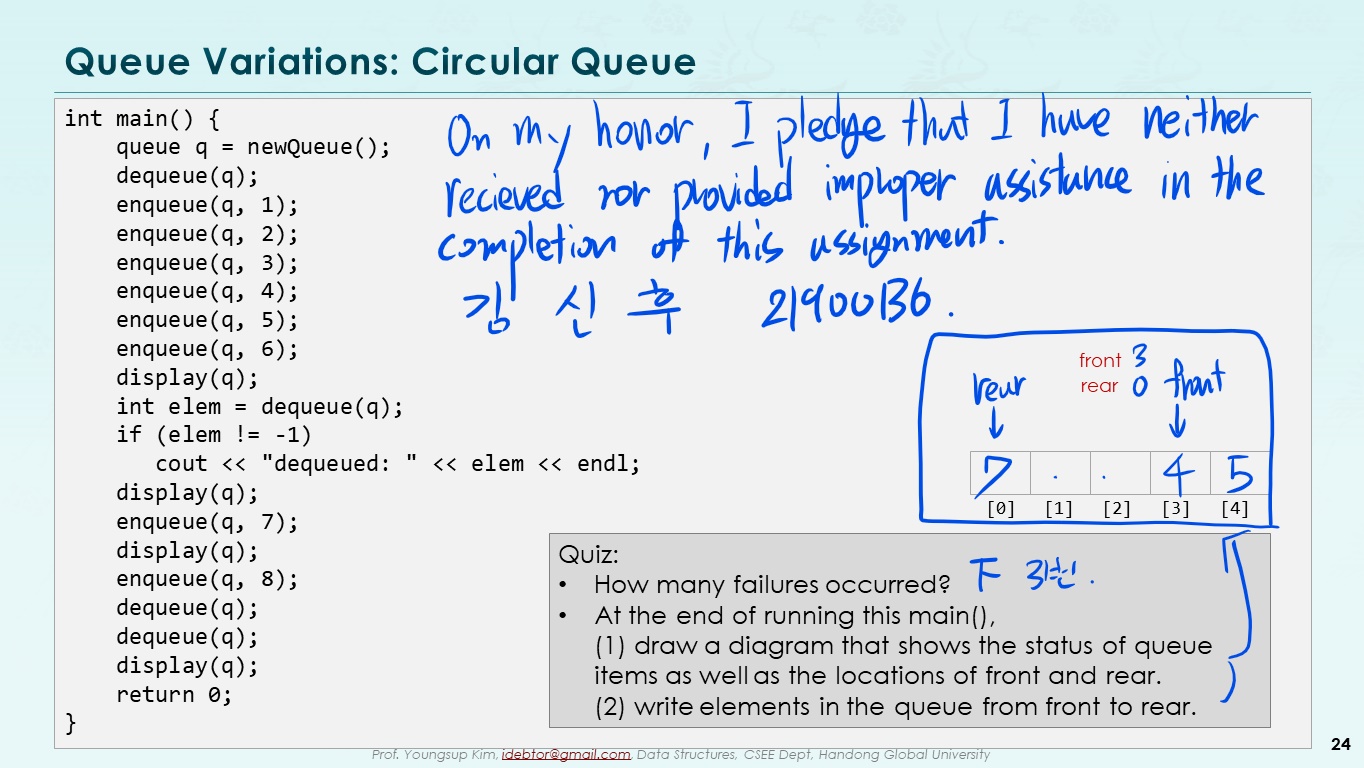 Queue Variations: Circular Queue
int main() {
queue q = newQueue();
dequeue(q);
enqueue(q, 1);
enqueue(q, 2);
enqueue(q, 3);
enqueue(q, 4);
enqueue(q, 5);
enqueue(q, 6);
display(q);
int elem = dequeue(q);
if (elem != -1)
cout << "dequeued: " << elem << endl;
display(q);
enqueue(q, 7);
display(q);
enqueue(q, 8);
dequeue(q);
dequeue(q);
display(q);
return 0;
}
On my honor, I pledge that I have neither
recieved nor provided improper assistance in the
completion of this assignment.
김 신 후 21900136.
front 3
rear 0
rear front
7 . . 4 5
[0] [1] [2] [3] [4]
Quiz:
• How many failures occurred? 총 3번.
• At the end of running this main(),
(1) draw a diagram that shows the status of queue
items as well as the locations of front and rear.
(2) write elements in the queue from front to rear.
Prof. Youngsup Kim, idebtor@gmail.com, Data Structures, CSEE Dept, Handong Global University
24